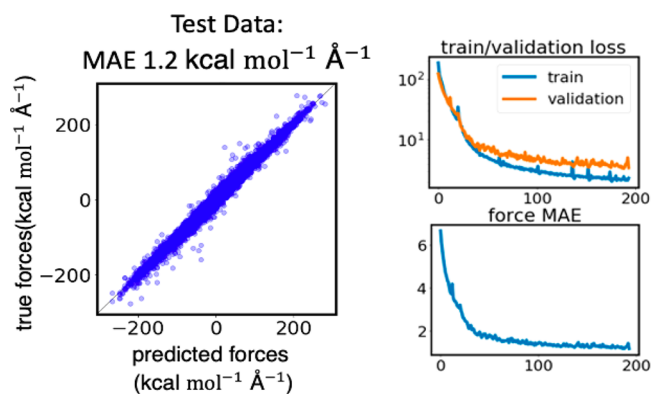 Test Data:
MAE 1.2 kcal mol⁻¹ Å⁻¹
true forces(kcal mol⁻¹ Å⁻¹)
200
0
−200
−200
0
200
predicted forces
(kcal mol⁻¹ Å⁻¹)
train/validation loss
10²
10¹
train
validation
0
100
200
force MAE
6
4
2
0
100
200